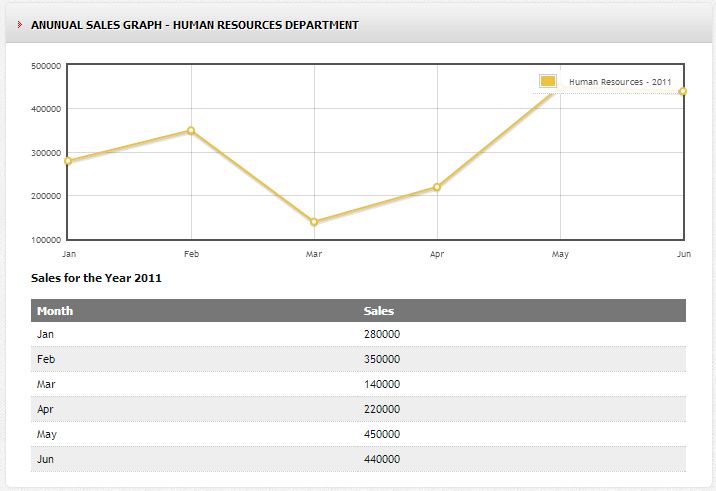 ANUNUAL SALES GRAPH - HUMAN RESOURCES DEPARTMENT
500000
Human Resources - 2011
400000
300000
200000
100000
Jan Feb Mar Apr May Jun
Sales for the Year 2011
Month Sales
Jan 280000
Feb 350000
Mar 140000
Apr 220000
May 450000
Jun 440000